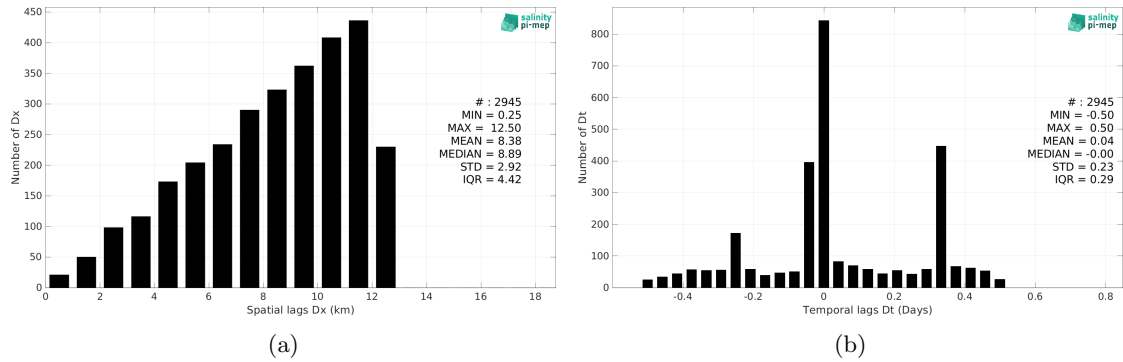 450
400
350
300
250
200
150
100
50
0
Number of Dx
0 2 4 6 8 10 12 14 16 18
Spatial lags Dx (km)
salinity
pi-mep
# : 2945
MIN = 0.25
MAX = 12.50
MEAN = 8.38
MEDIAN = 8.89
STD = 2.92
IQR = 4.42
(a)
800
700
600
500
400
300
200
100
0
Number of Dt
-0.4 -0.2 0 0.2 0.4 0.6 0.8
Temporal lags Dt (Days)
salinity
pi-mep
# : 2945
MIN = -0.50
MAX = 0.50
MEAN = 0.04
MEDIAN = -0.00
STD = 0.23
IQR = 0.29
(b)